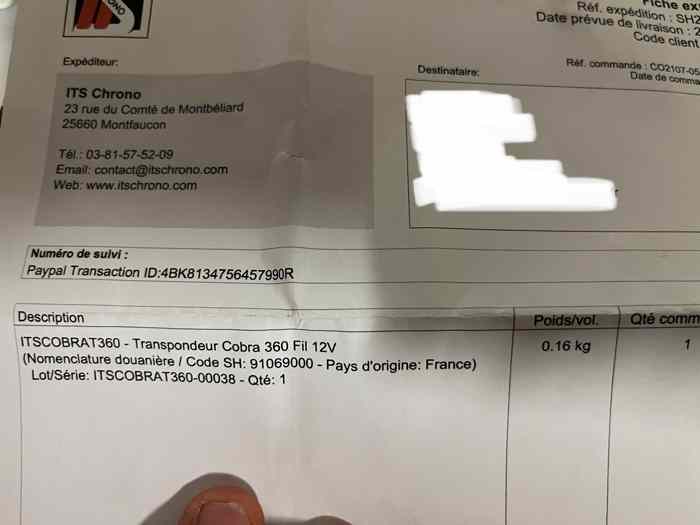 ONO
Fiche ex
Réf. expédition : SH2
Date prévue de livraison : 2
Code client
Expéditeur:
Destinataire:
Réf. commande : CO2107-05
Date de comma
ITS Chrono
23 rue du Comté de Montbéliard
25660 Montfaucon
Tél.: 03-81-57-52-09
Email: contact@itschrono.com
Web: www.itschrono.com
Numéro de suivi :
Paypal Transaction ID:4BK8134756457990R
Description Poids/vol. Qté comm
ITSCOBRAT360 - Transpondeur Cobra 360 Fil 12V 0.16 kg 1
(Nomenclature douanière / Code SH: 91069000 - Pays d'origine: France)
Lot/Série: ITSCOBRAT360-00038 - Qté: 1